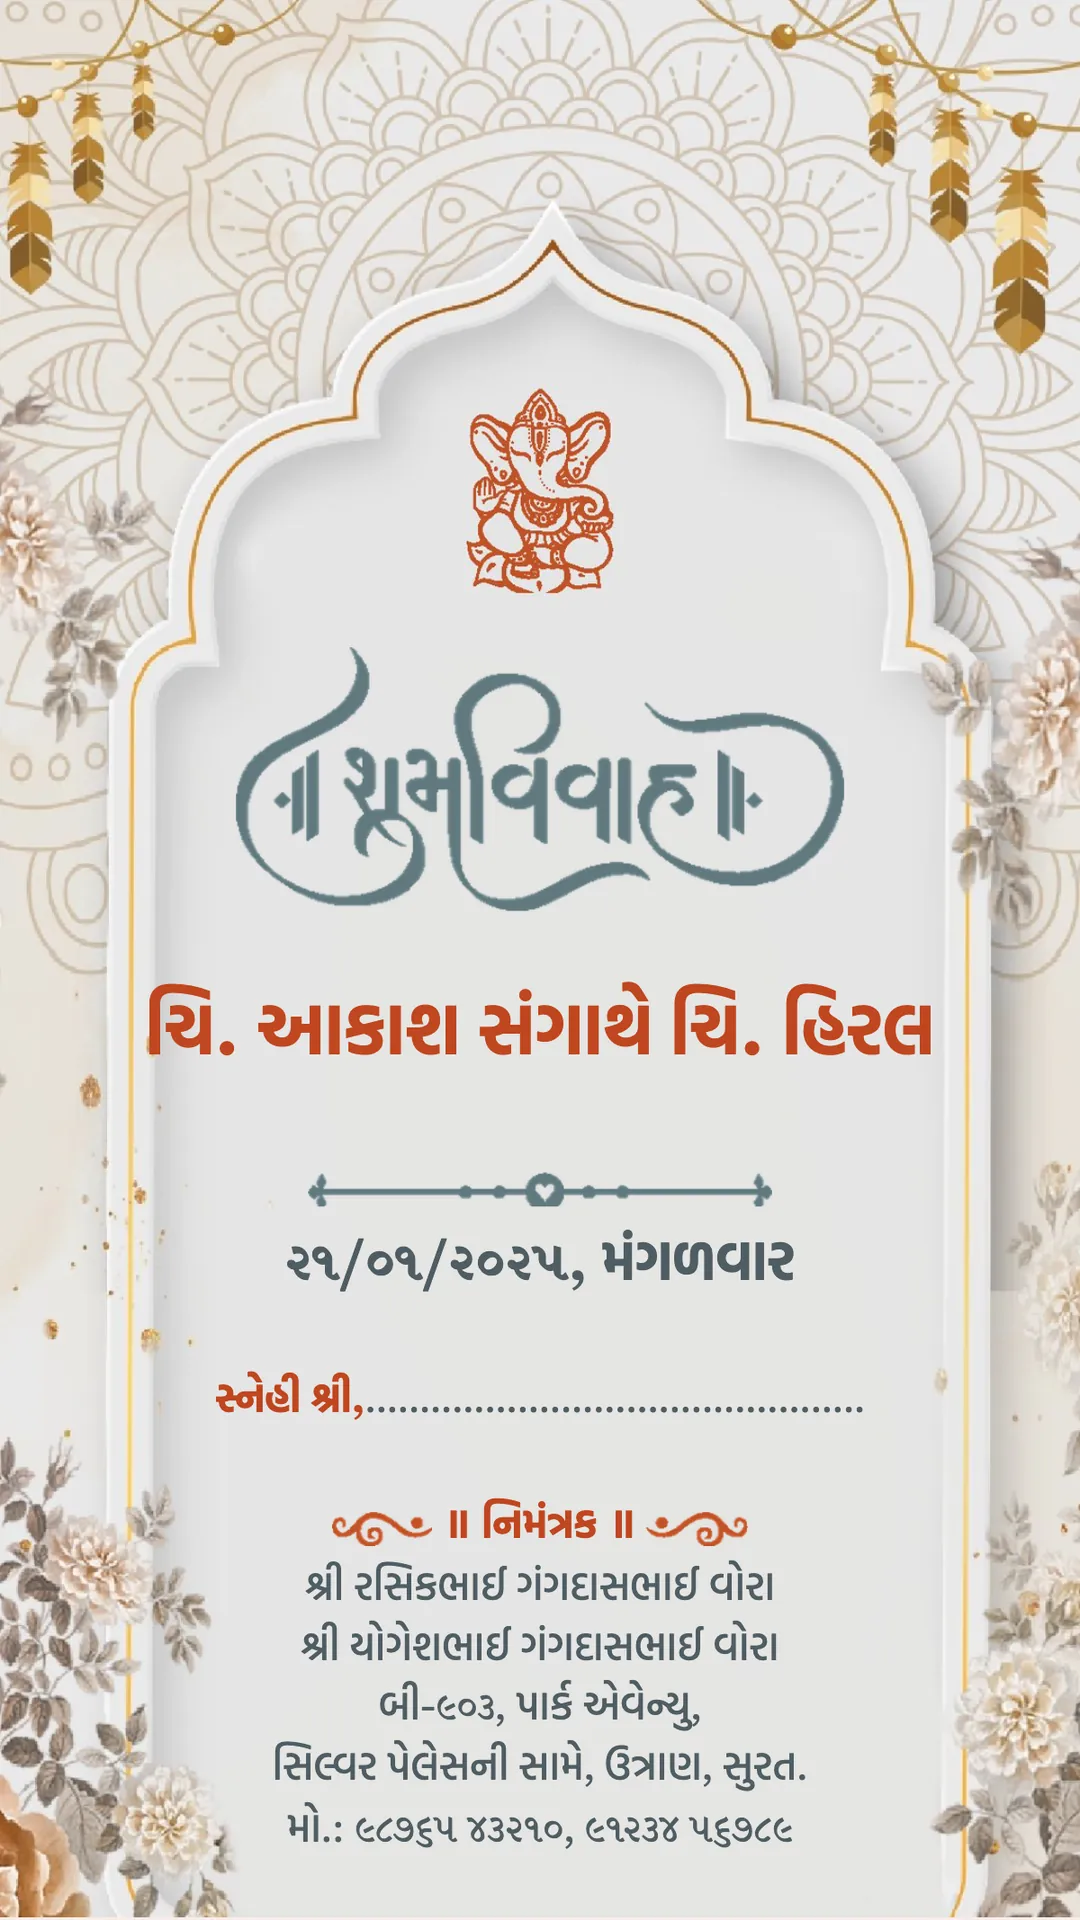 ॥ શુભવિવાહ ॥
ચિ. આકાશ સંગાથે ચિ. હિરલ
૨૧/૦૧/૨૦૨૫, મંગળવાર
સ્નેહી શ્રી,..............................................
॥ નિમંત્રક ॥
શ્રી રસિકભાઈ ગંગદાસભાઈ વોરા
શ્રી યોગેશભાઈ ગંગદાસભાઈ વોરા
બી-૯૦૩, પાર્ક એવેન્યુ,
સિલ્વર પેલેસની સામે, ઉત્રાણ, સુરત.
મો.: ૯૮૭૬૫ ૪૩૨૧૦, ૯૧૨૩૪ ૫૬૭૮૯